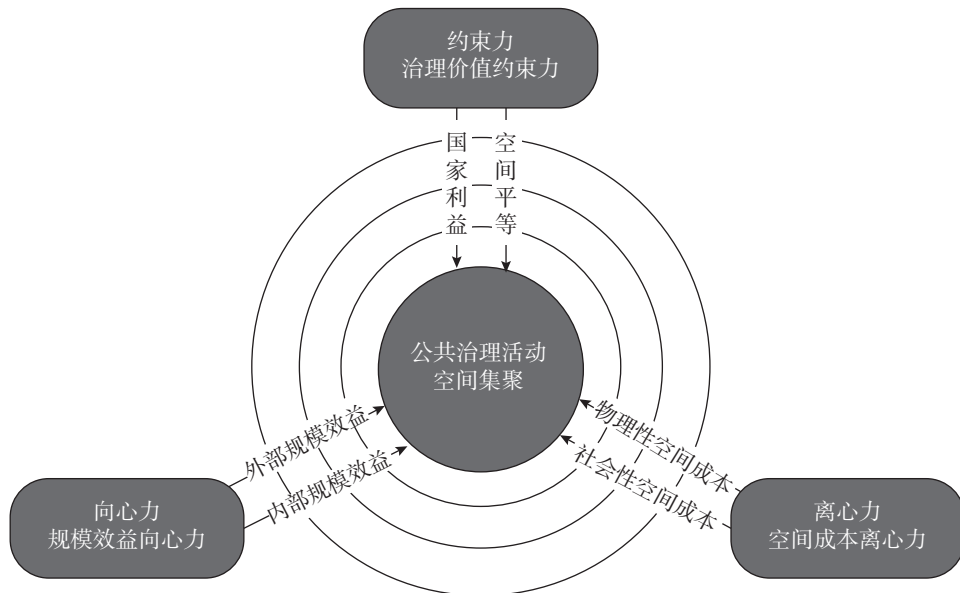 约束力
治理价值约束力
国家利益
空间平等
公共治理活动
空间集聚
外部规模效益
内部规模效益
物理性空间成本
社会性空间成本
向心力
规模效益向心力
离心力
空间成本离心力